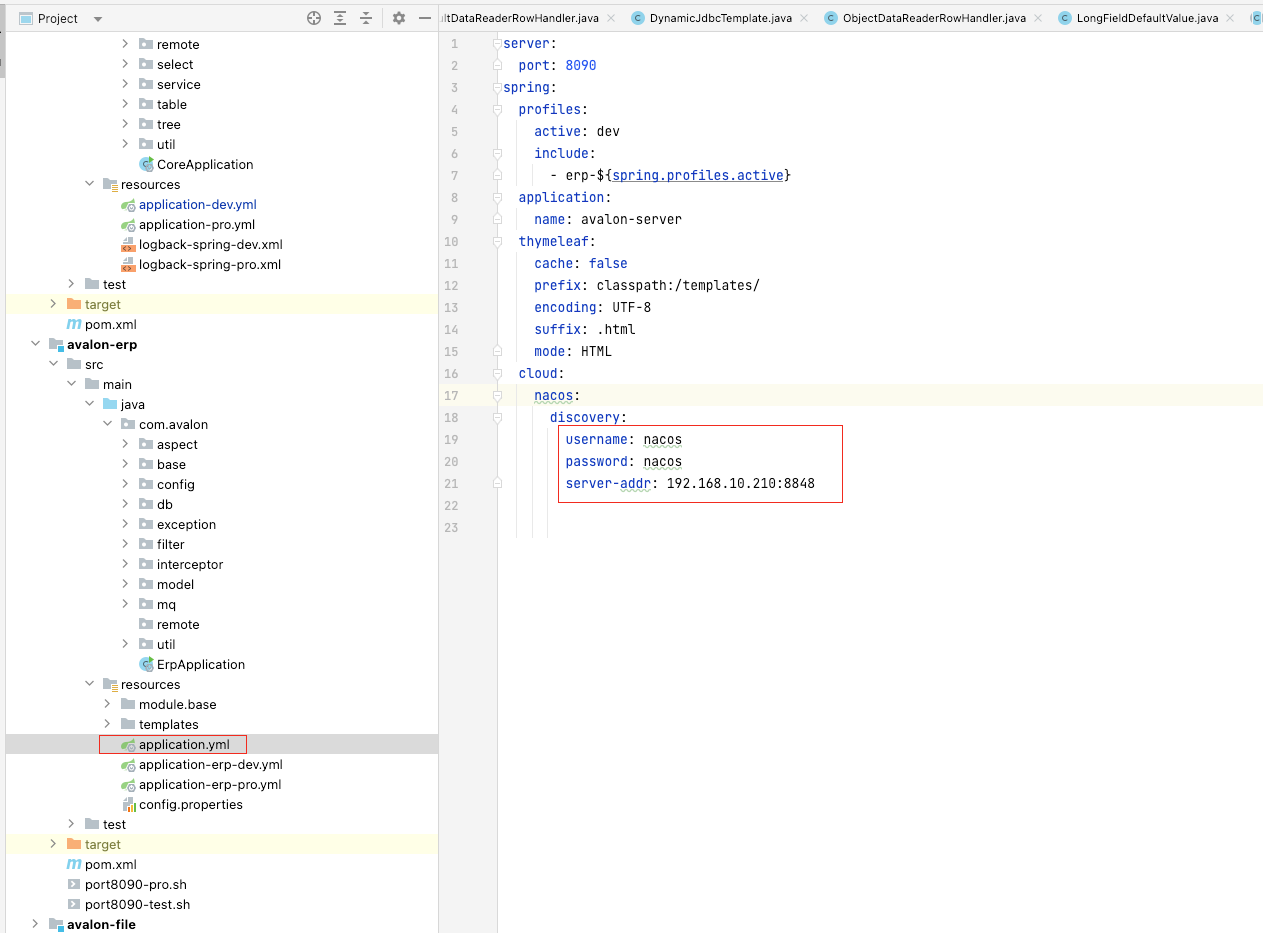 Project
ltDataReaderRowHandler.java
DynamicJdbcTemplate.java
ObjectDataReaderRowHandler.java
LongFieldDefaultValue.java
remote
select
service
table
tree
util
CoreApplication
resources
application-dev.yml
application-pro.yml
logback-spring-dev.xml
logback-spring-pro.xml
test
target
pom.xml
avalon-erp
src
main
java
com.avalon
aspect
base
config
db
exception
filter
interceptor
model
mq
remote
util
ErpApplication
resources
module.base
templates
application.yml
application-erp-dev.yml
application-erp-pro.yml
config.properties
test
target
pom.xml
port8090-pro.sh
port8090-test.sh
avalon-file
1 server:
2 port: 8090
3 spring:
4 profiles:
5 active: dev
6 include:
7 - erp-${spring.profiles.active}
8 application:
9 name: avalon-server
10 thymeleaf:
11 cache: false
12 prefix: classpath:/templates/
13 encoding: UTF-8
14 suffix: .html
15 mode: HTML
16 cloud:
17 nacos:
18 discovery:
19 username: nacos
20 password: nacos
21 server-addr: 192.168.10.210:8848
22
23